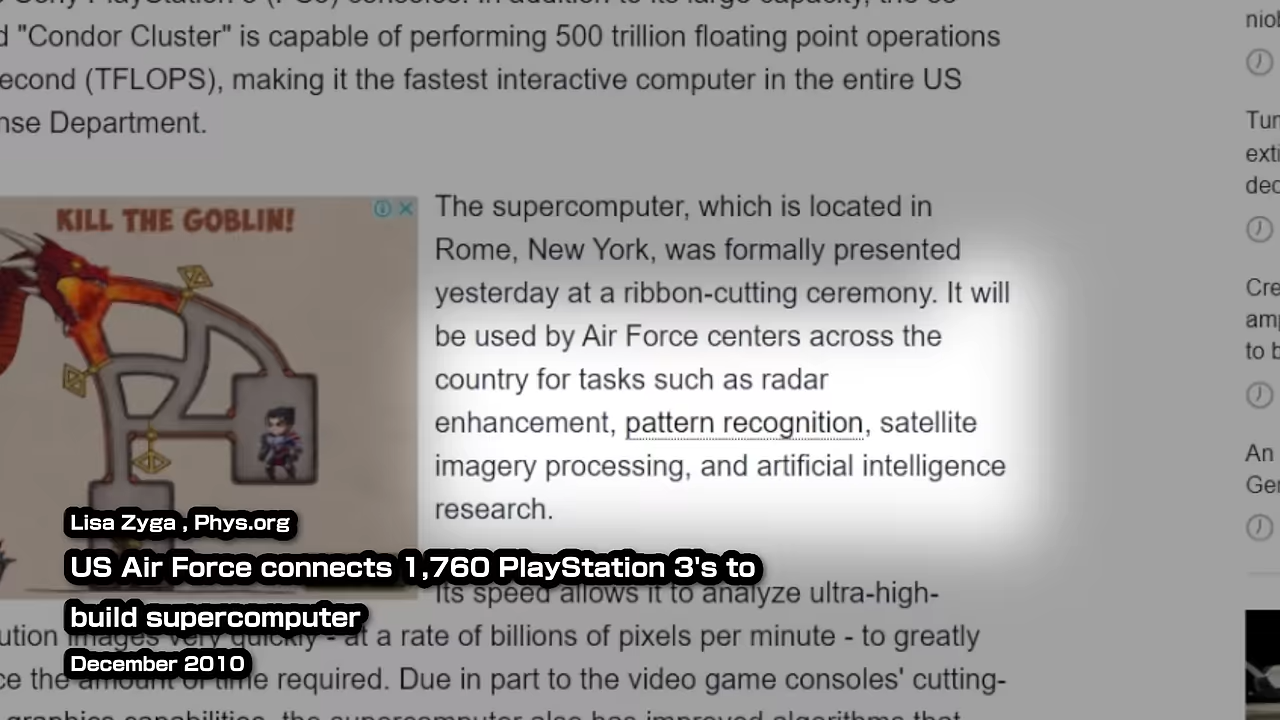 d "Condor Cluster" is capable of performing 500 trillion floating point operations
econd (TFLOPS), making it the fastest interactive computer in the entire US
nse Department.
KILL THE GOBLIN!
The supercomputer, which is located in
Rome, New York, was formally presented
yesterday at a ribbon-cutting ceremony. It will
be used by Air Force centers across the
country for tasks such as radar
enhancement, pattern recognition, satellite
imagery processing, and artificial intelligence
research.
Its speed allows it to analyze ultra-high-
ution images very quickly - at a rate of billions of pixels per minute - to greatly
ce the amount of time required. Due in part to the video game consoles' cutting-
Lisa Zyga , Phys.org
US Air Force connects 1,760 PlayStation 3's to
build supercomputer
December 2010
An
to b